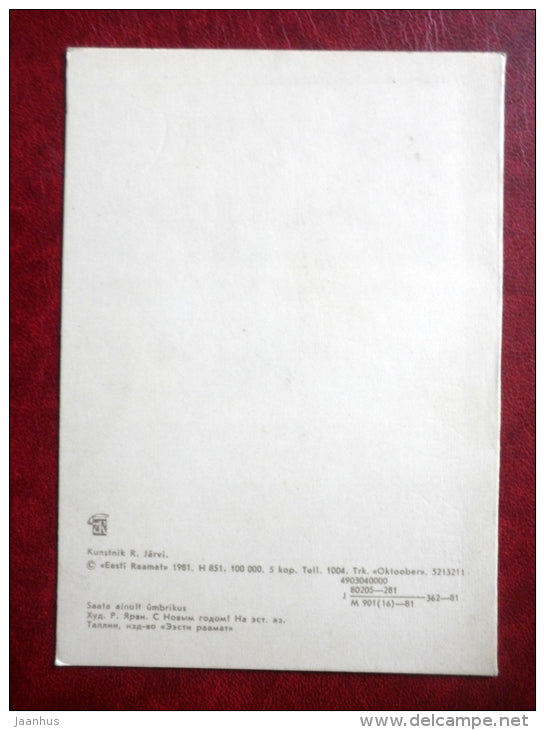 Kunstnik R. Järvi.
© «Eesti Raamat» 1981. H 851. 100 000. 5 kop. Tell. 1004. Trk. «Oktoober». 5213211
4903040000
80205—281
1 ———— 362—81
M 901(16)—81
Saata ainult ümbrikus
Худ. Р. Ярви. С Новым годом! На эст. яз.
Таллин, изд-во «Ээсти раамат»
jaanhus
www.delcampe.net